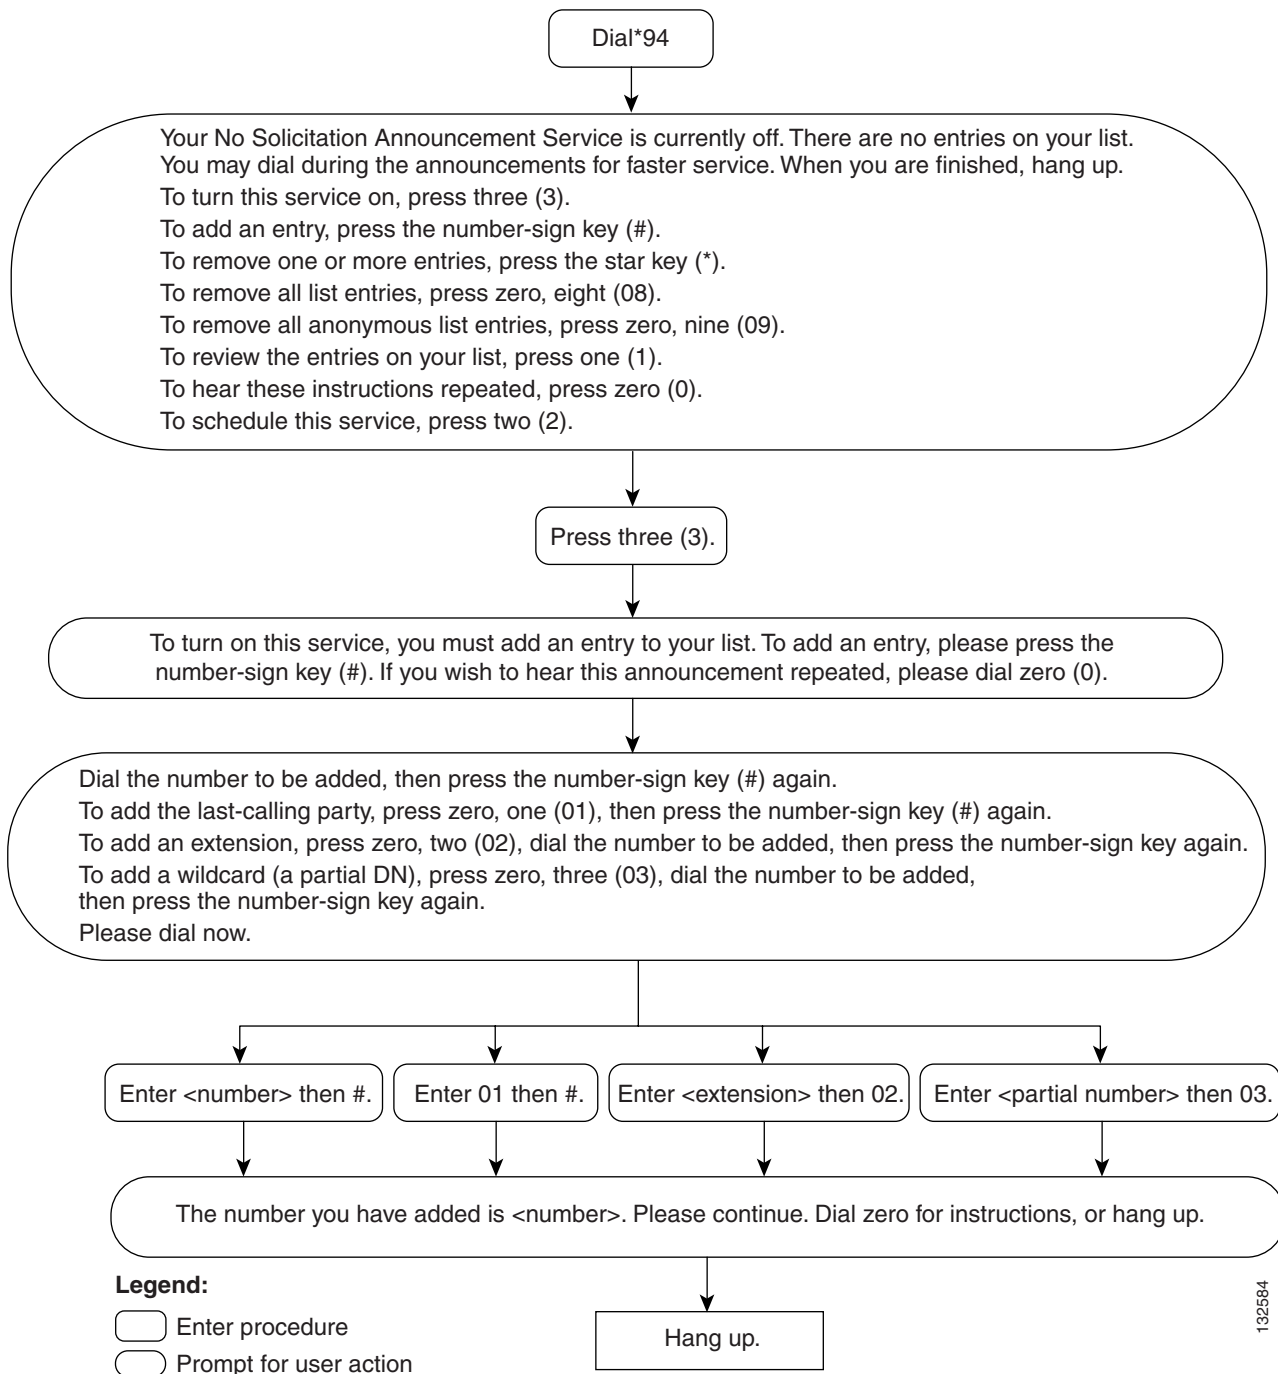 Dial*94
Your No Solicitation Announcement Service is currently off. There are no entries on your list.
You may dial during the announcements for faster service. When you are finished, hang up.
To turn this service on, press three (3).
To add an entry, press the number-sign key (#).
To remove one or more entries, press the star key (*).
To remove all list entries, press zero, eight (08).
To remove all anonymous list entries, press zero, nine (09).
To review the entries on your list, press one (1).
To hear these instructions repeated, press zero (0).
To schedule this service, press two (2).
Press three (3).
To turn on this service, you must add an entry to your list. To add an entry, please press the
number-sign key (#). If you wish to hear this announcement repeated, please dial zero (0).
Dial the number to be added, then press the number-sign key (#) again.
To add the last-calling party, press zero, one (01), then press the number-sign key (#) again.
To add an extension, press zero, two (02), dial the number to be added, then press the number-sign key again.
To add a wildcard (a partial DN), press zero, three (03), dial the number to be added,
then press the number-sign key again.
Please dial now.
Enter <number> then #.
Enter 01 then #.
Enter <extension> then 02.
Enter <partial number> then 03.
The number you have added is <number>. Please continue. Dial zero for instructions, or hang up.
Legend:
Enter procedure
Prompt for user action
Hang up.
132584